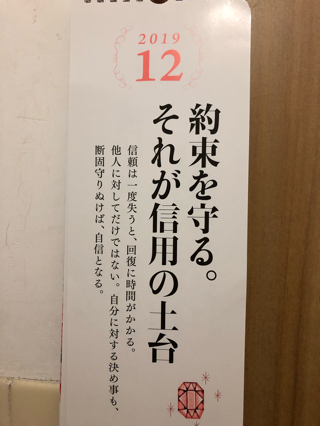 2019
12
約束を守る。
それが信用の土台
信頼は一度失うと、回復に時間がかかる。
他人に対してだけではない。自分に対する決め事も、
断固守りぬけば、自信となる。